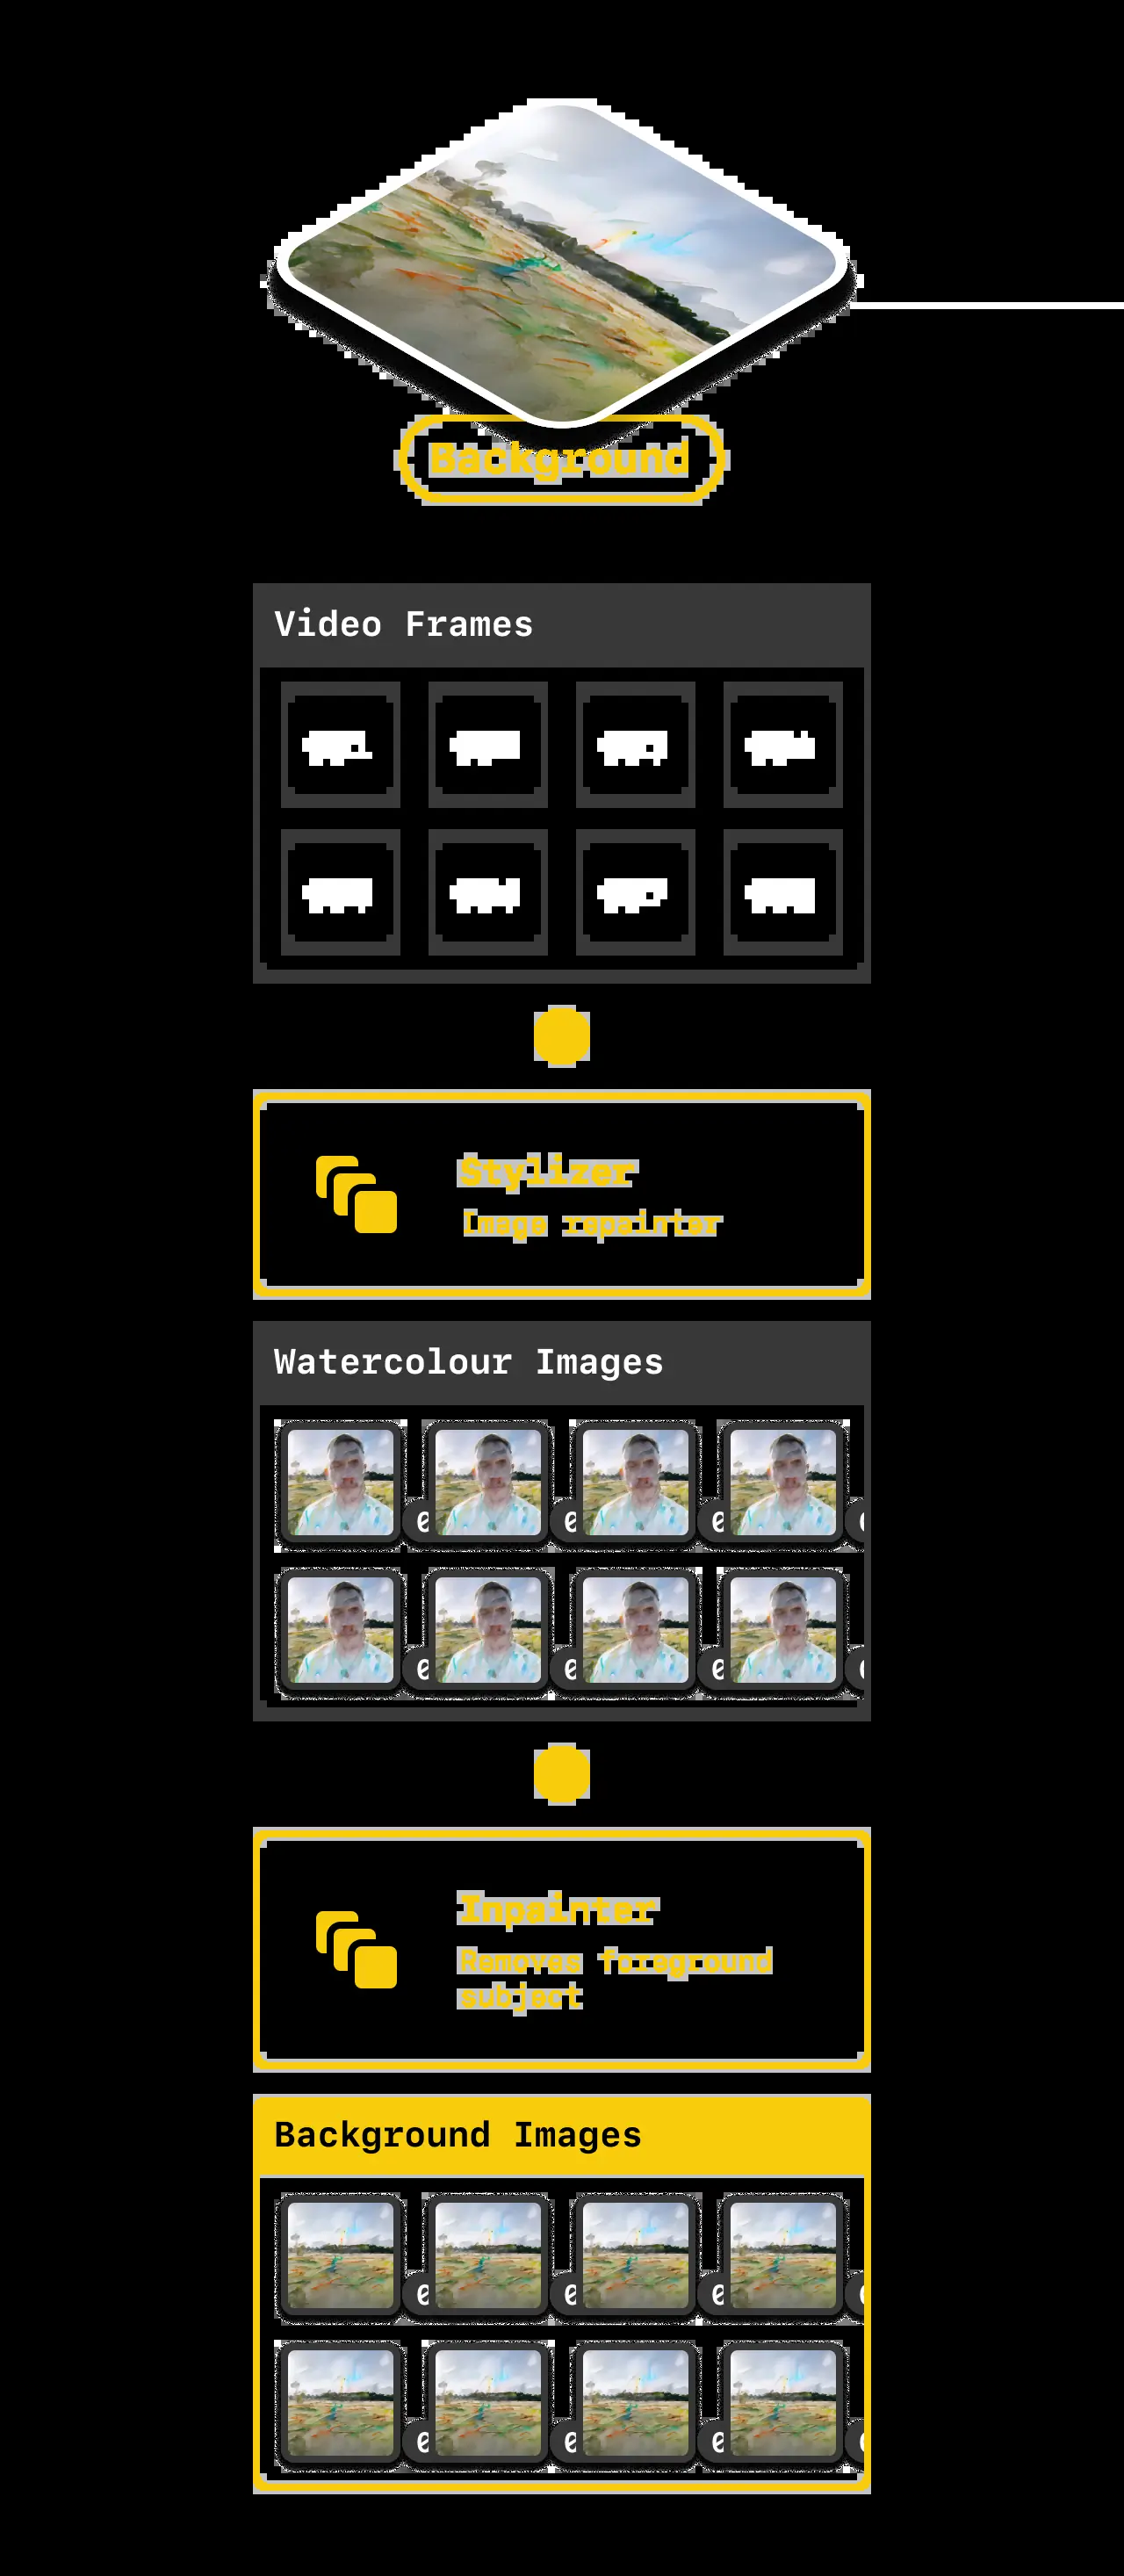 Background
Video Frames
Stylizer
Image repainter
Watercolour Images
Inpainter
Removes foreground
subject
Background Images